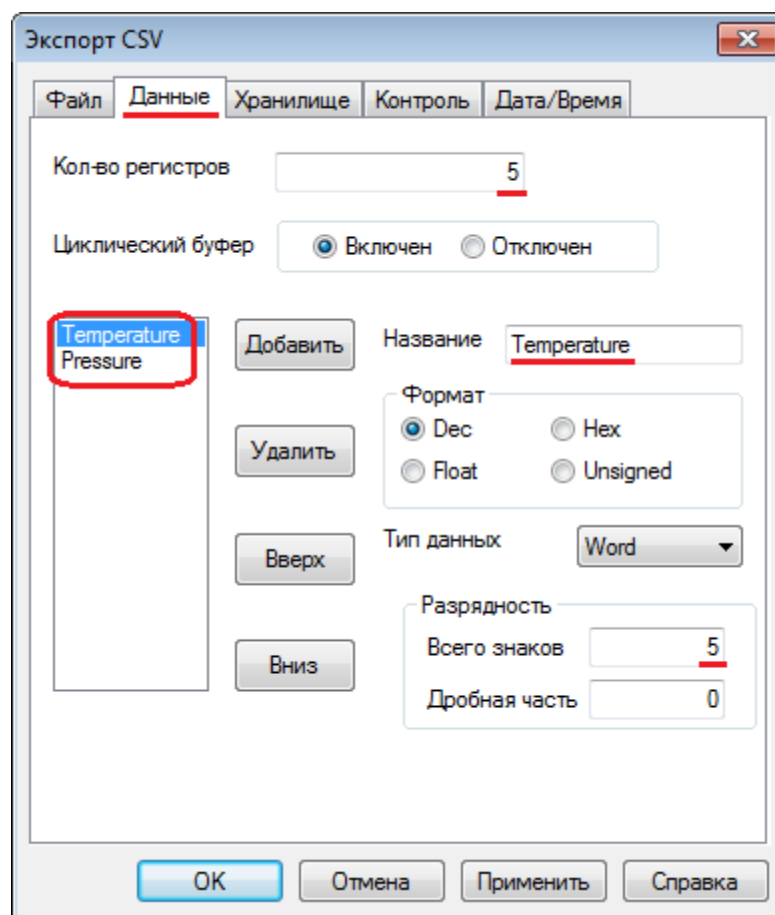 Экспорт CSV
Файл Данные Хранилище Контроль Дата/Время
Кол-во регистров 5
Циклический буфер Включен Отключен
Temperature
Pressure
Добавить
Удалить
Вверх
Вниз
Название Temperature
Формат
Dec Hex
Float Unsigned
Тип данных Word
Разрядность
Всего знаков 5
Дробная часть 0
OK Отмена Применить Справка